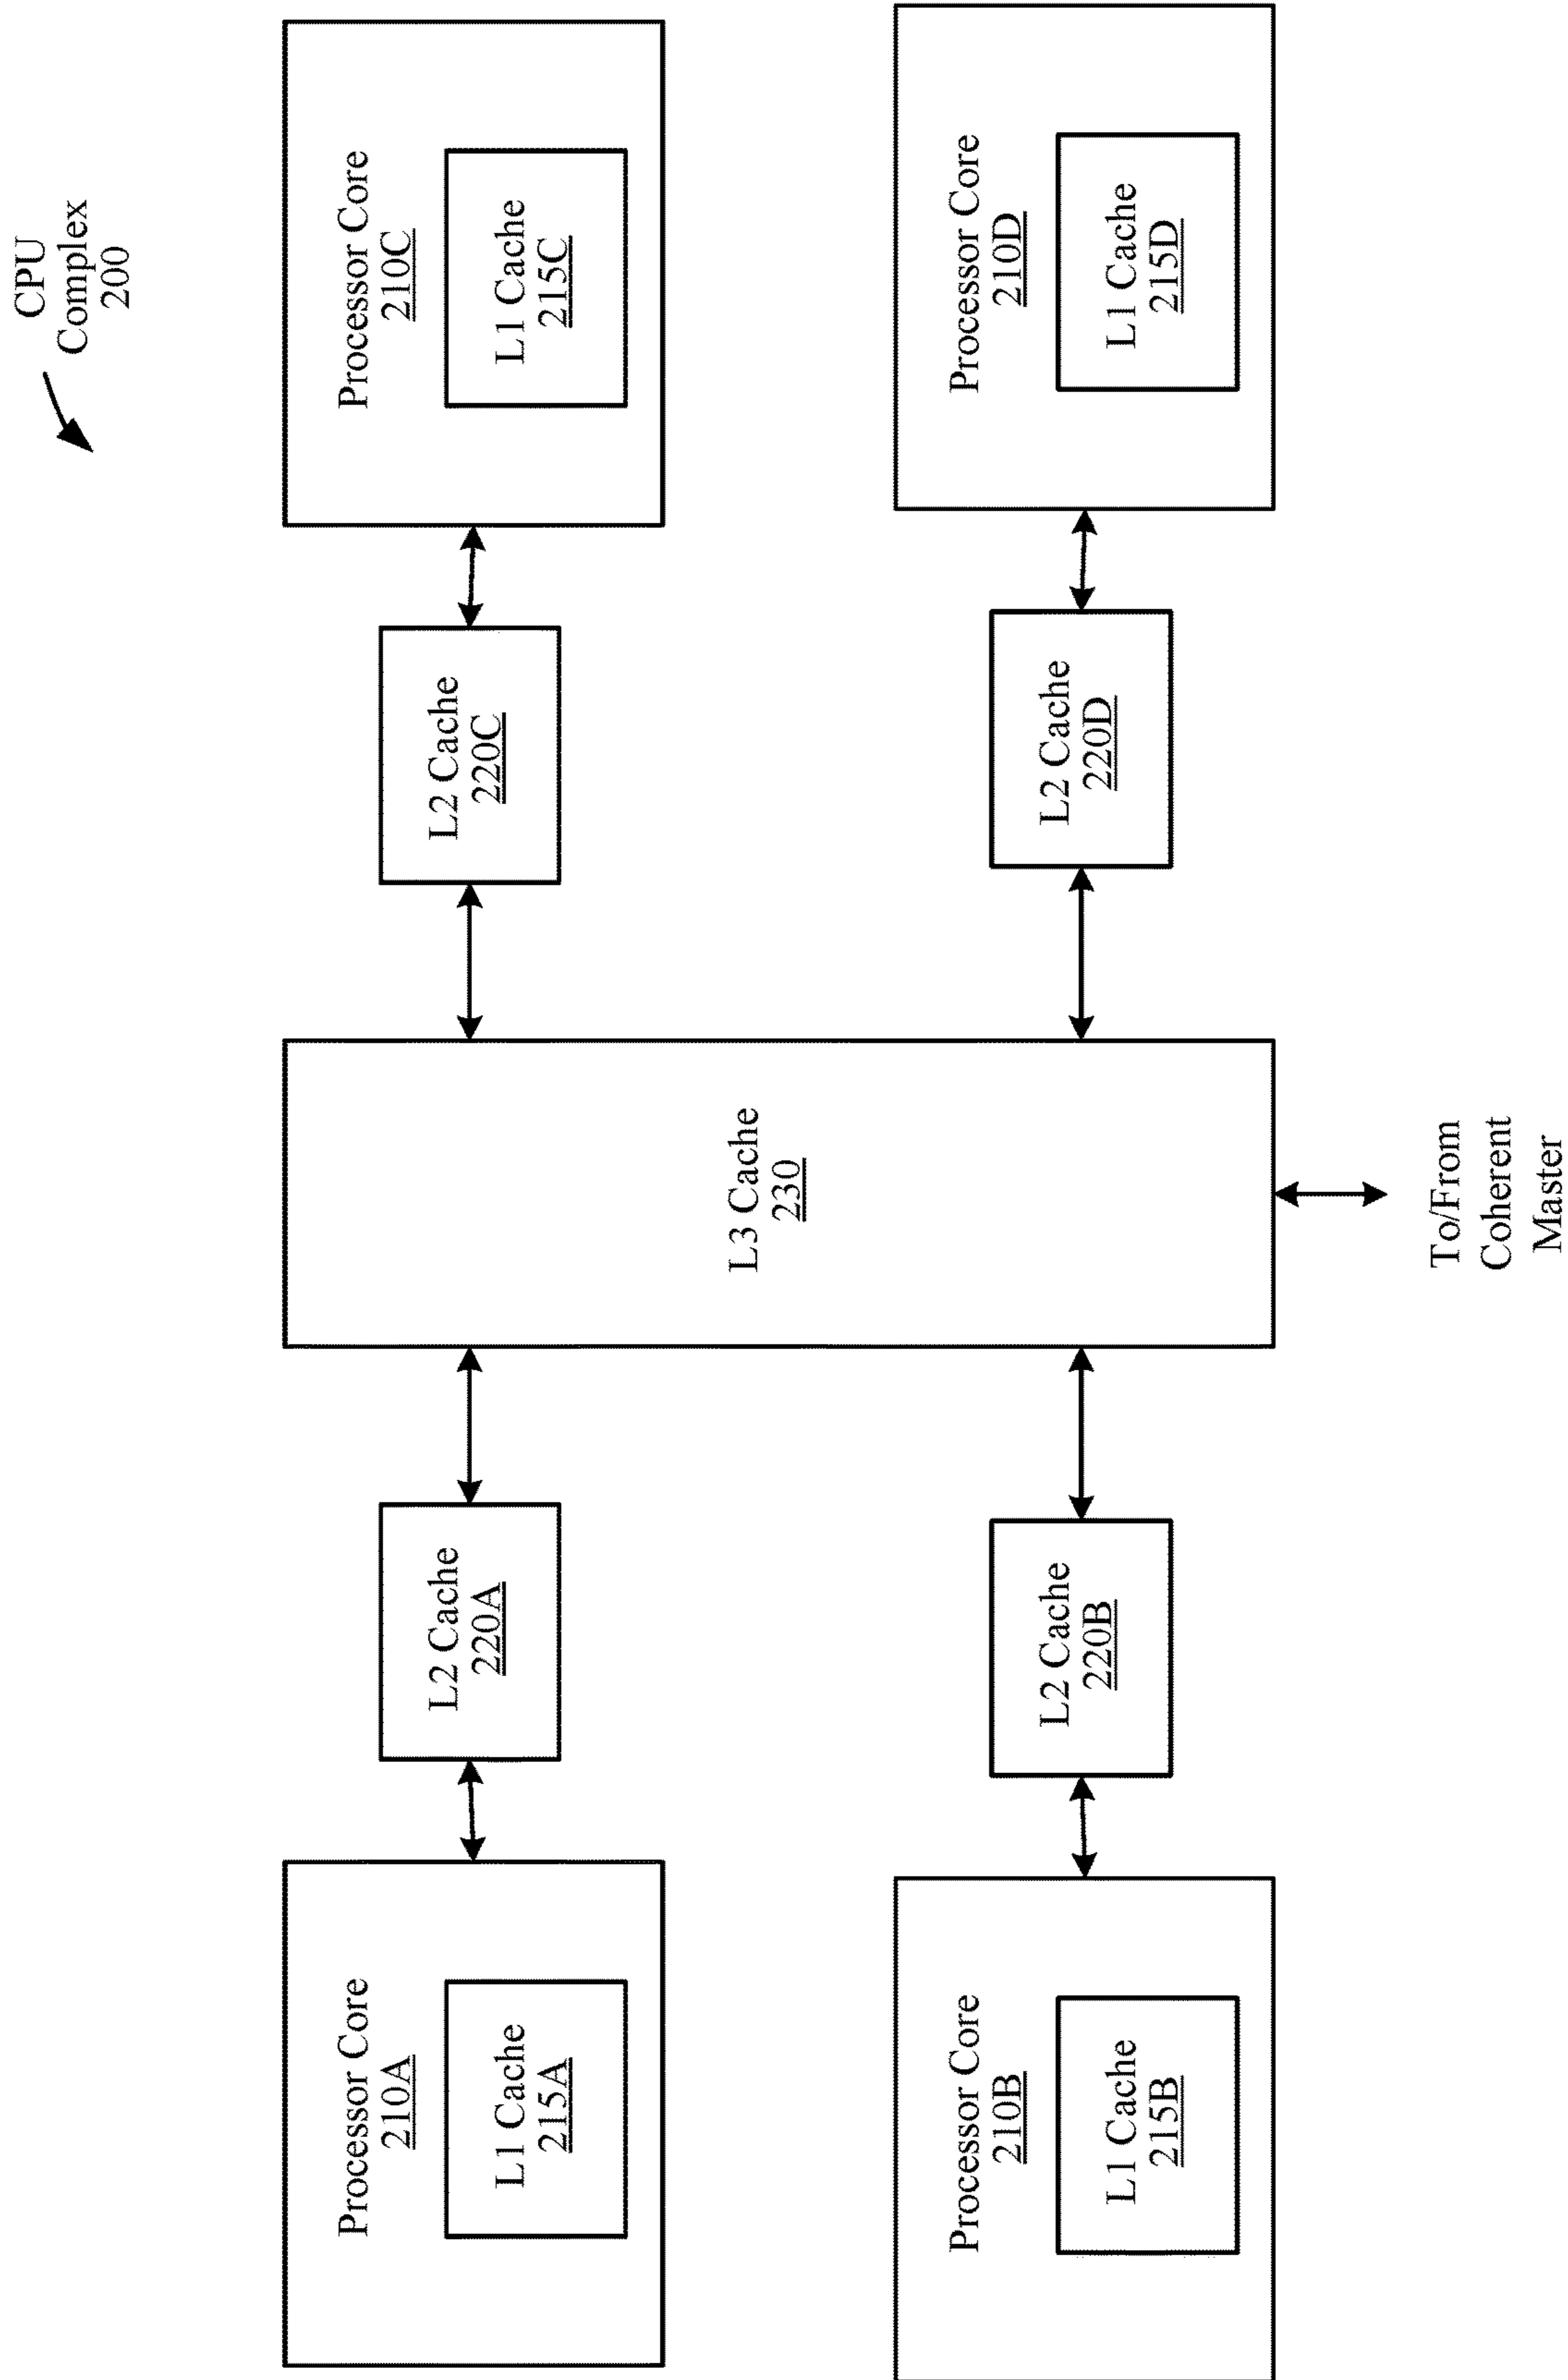 CPU
Complex
200
Processor Core
210A
L1 Cache
215A
L2 Cache
220A
L3 Cache
230
L2 Cache
220C
Processor Core
210C
L1 Cache
215C
Processor Core
210B
L1 Cache
215B
L2 Cache
220B
L2 Cache
220D
Processor Core
210D
L1 Cache
215D
To/From
Coherent
Master